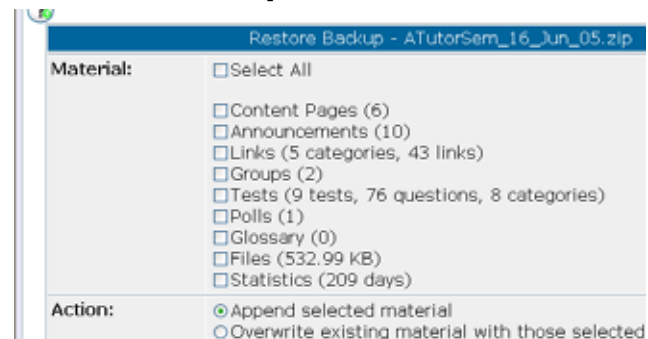 Restore Backup - ATutorSem_16_Jun_05.zip
Material:
Select All
Content Pages (6)
Announcements (10)
Links (5 categories, 43 links)
Groups (2)
Tests (9 tests, 76 questions, 8 categories)
Polls (1)
Glossary (0)
Files (532.99 KB)
Statistics (209 days)
Action:
Append selected material
Overwrite existing material with those selected